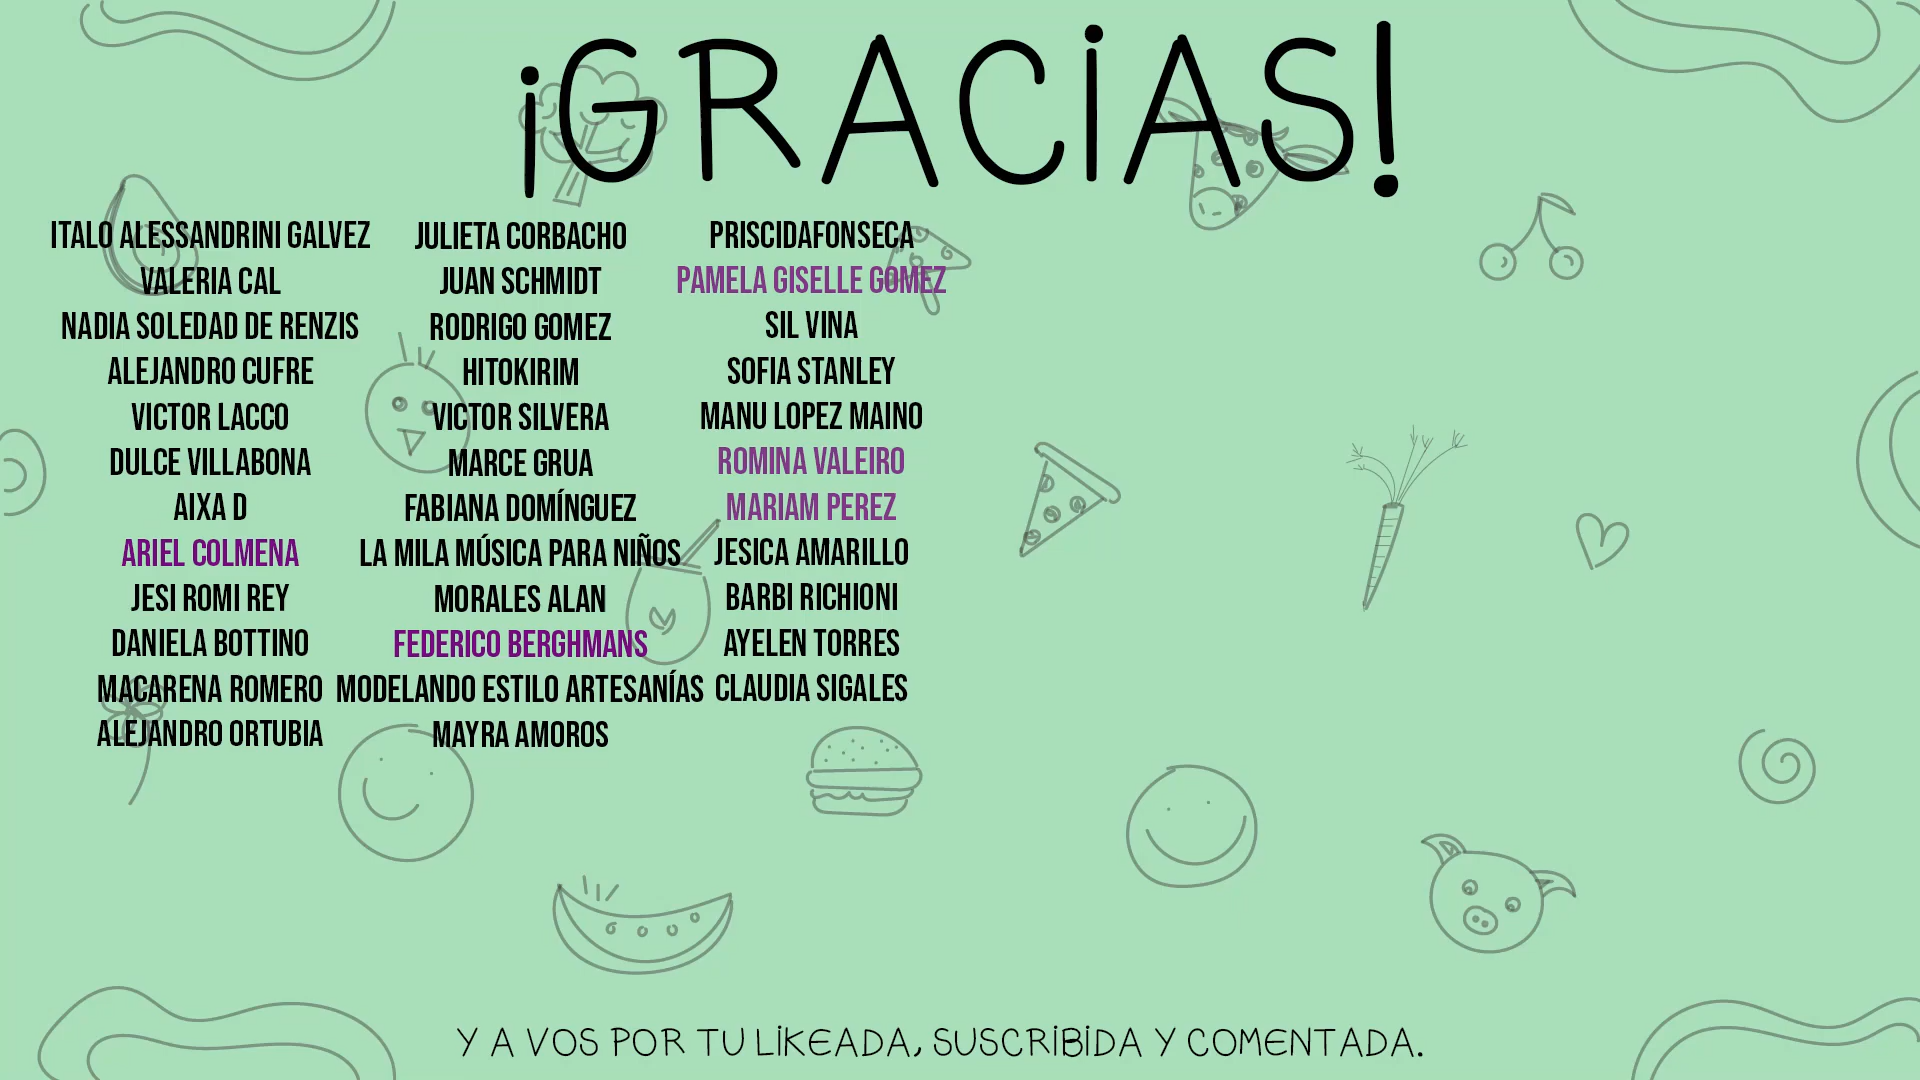 ¡GRACIAS!
ITALO ALESSANDRINI GALVEZ
VALERIA CAL
NADIA SOLEDAD DE RENZIS
ALEJANDRO CUFRE
VICTOR LACCO
DULCE VILLABONA
AIXA D
ARIEL COLMENA
JESI ROMI REY
DANIELA BOTTINO
MACARENA ROMERO
ALEJANDRO ORTUBIA
JULIETA CORBACHO
JUAN SCHMIDT
RODRIGO GOMEZ
HITOKIRIM
VICTOR SILVERA
MARCE GRUA
FABIANA DOMÍNGUEZ
LA MILA MÚSICA PARA NIÑOS
MORALES ALAN
FEDERICO BERGHMANS
MODELANDO ESTILO ARTESANÍAS
MAYRA AMOROS
PRISCIDAFONSECA
PAMELA GISELLE GOMEZ
SIL VINA
SOFIA STANLEY
MANU LOPEZ MAINO
ROMINA VALEIRO
MARIAM PEREZ
JESICA AMARILLO
BARBI RICHIONI
AYELEN TORRES
CLAUDIA SIGALES
Y A VOS POR TU LIKEADA, SUSCRIBIDA Y COMENTADA.